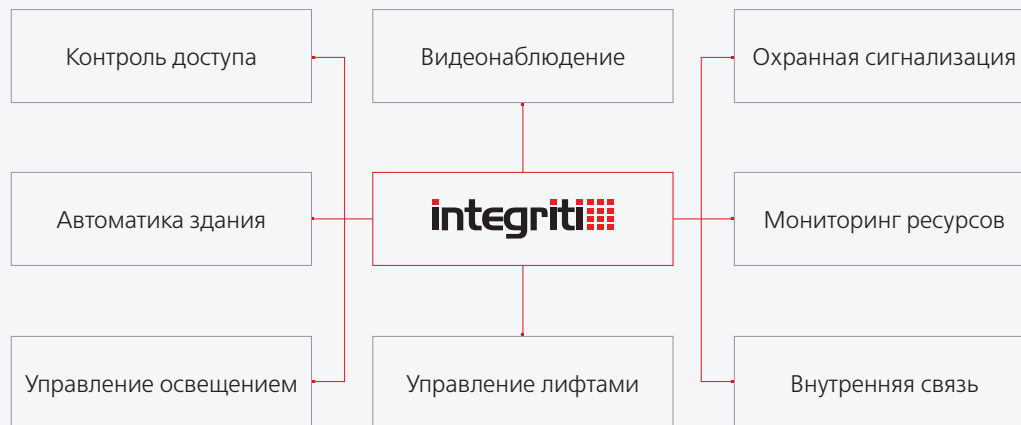 Контроль доступа
Видеонаблюдение
Охранная сигнализация
Автоматика здания
integriti
Мониторинг ресурсов
Управление освещением
Управление лифтами
Внутренняя связь